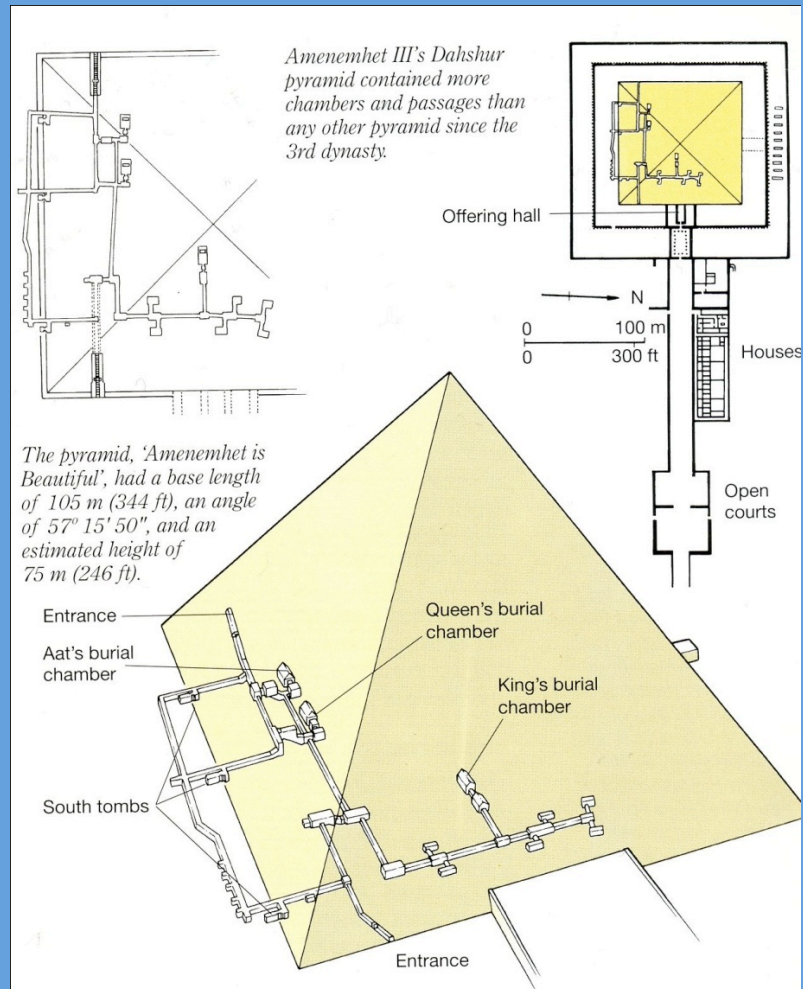 Amenemhet III's Dahshur
pyramid contained more
chambers and passages than
any other pyramid since the
3rd dynasty.
Offering hall
N
0 100 m
0 300 ft
Houses
Open
courts
The pyramid, 'Amenemhet is
Beautiful', had a base length
of 105 m (344 ft), an angle
of 57° 15' 50", and an
estimated height of
75 m (246 ft).
Entrance
Aat's burial
chamber
Queen's burial
chamber
King's burial
chamber
South tombs
Entrance